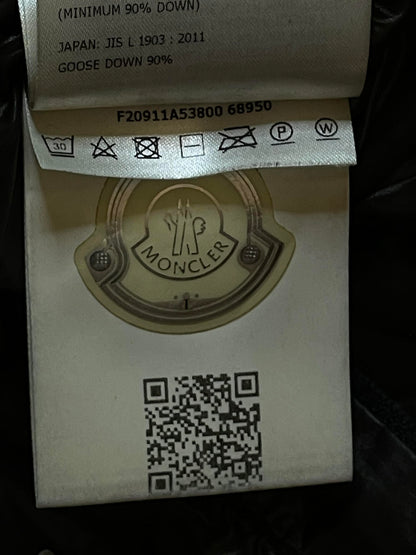 (MINIMUM 90% DOWN)
JAPAN: JIS L 1903 : 2011
GOOSE DOWN 90%
F20911A53800 68950
30
P
W
MONCLER